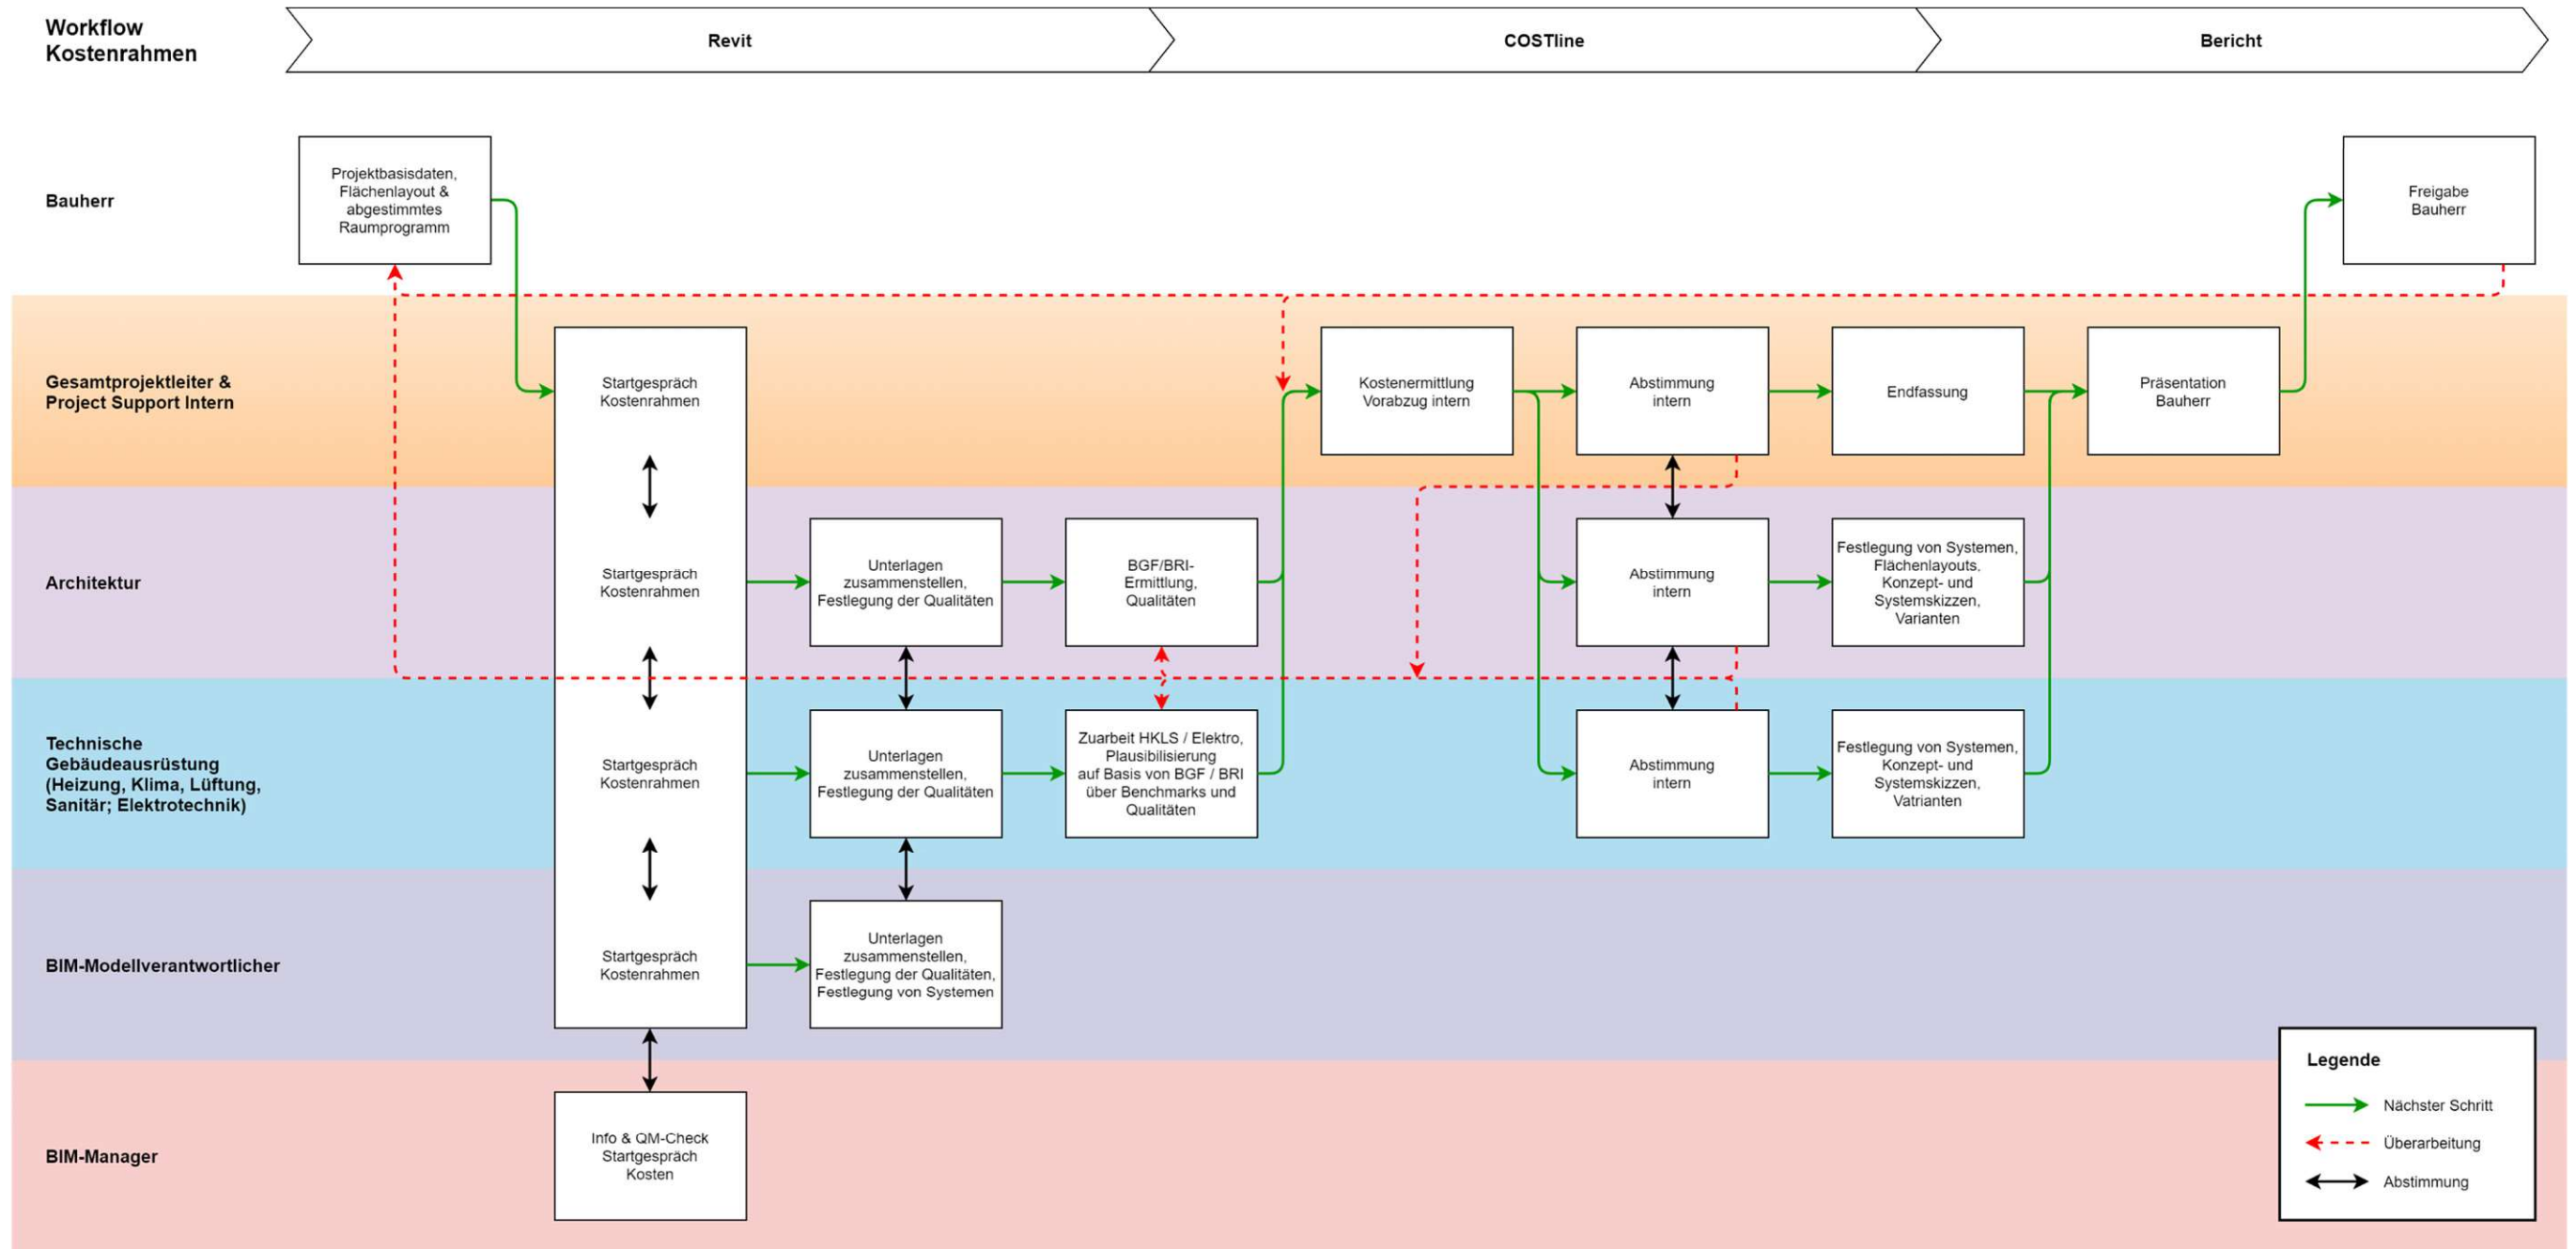 Workflow
Kostenrahmen
Revit
COSTline
Bericht
Bauherr
Projektbasisdaten,
Flächenlayout &
abgestimmtes
Raumprogramm
Freigabe
Bauherr
Gesamtprojektleiter &
Project Support Intern
Startgespräch
Kostenrahmen
Kostenermittlung
Vorabzug intern
Abstimmung
intern
Endfassung
Präsentation
Bauherr
Architektur
Startgespräch
Kostenrahmen
Unterlagen
zusammenstellen,
Festlegung der Qualitäten
BGF/BRI-
Ermittlung,
Qualitäten
Abstimmung
intern
Festlegung von Systemen,
Flächenlayouts,
Konzept- und
Systemskizzen,
Varianten
Technische
Gebäudeausrüstung
(Heizung, Klima, Lüftung,
Sanitär; Elektrotechnik)
Startgespräch
Kostenrahmen
Unterlagen
zusammenstellen,
Festlegung der Qualitäten
Zuarbeit HKLS / Elektro,
Plausibilisierung
auf Basis von BGF / BRI
über Benchmarks und
Qualitäten
Abstimmung
intern
Festlegung von Systemen,
Konzept- und
Systemskizzen,
Vatrianten
BIM-Modellverantwortlicher
Startgespräch
Kostenrahmen
Unterlagen
zusammenstellen,
Festlegung der Qualitäten,
Festlegung von Systemen
BIM-Manager
Info & QM-Check
Startgespräch
Kosten
Legende
Nächster Schritt
Überarbeitung
Abstimmung